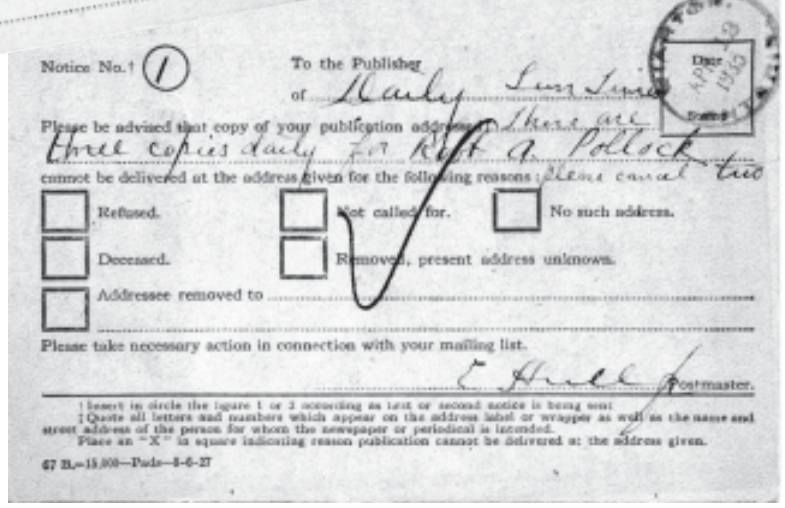 Notice No.† 1
To the Publisher
of Daily Sun Times
APR 1935
Date
Please be advised that copy of your publication addressed There are
three copies daily for Robt A. Pollock
cannot be delivered at the address given for the following reasons: please cancel two
Refused. Not called for. No such address.
Deceased. Removed, present address unknown.
Addressee removed to
Please take necessary action in connection with your mailing list.
E Hull Postmaster.
† Insert in circle the figure 1 or 2 according as first or second notice is being sent
‡ Quote all letters and numbers which appear on the address label or wrapper as well as the name and
street address of the person for whom the newspaper or periodical is intended.
Place an "X" in square indicating reason publication cannot be delivered at the address given.
67 B.—15,000—Pads—8-6-27